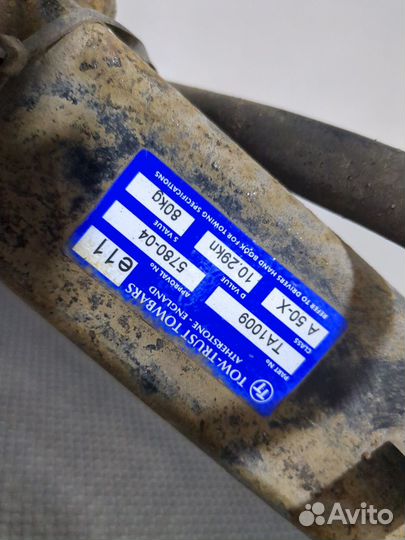 TT
TOW-TRUST TOWBARS
ATHERSTONE - ENGLAND
PART No
TA1009
CLASS
A 50-X
e11
APPROVAL No
5780-04
D VALUE
10.29kn
S VALUE
80kg
REFER TO DRIVERS HAND BOOK FOR TOWING SPECIFICATIONS
Avito